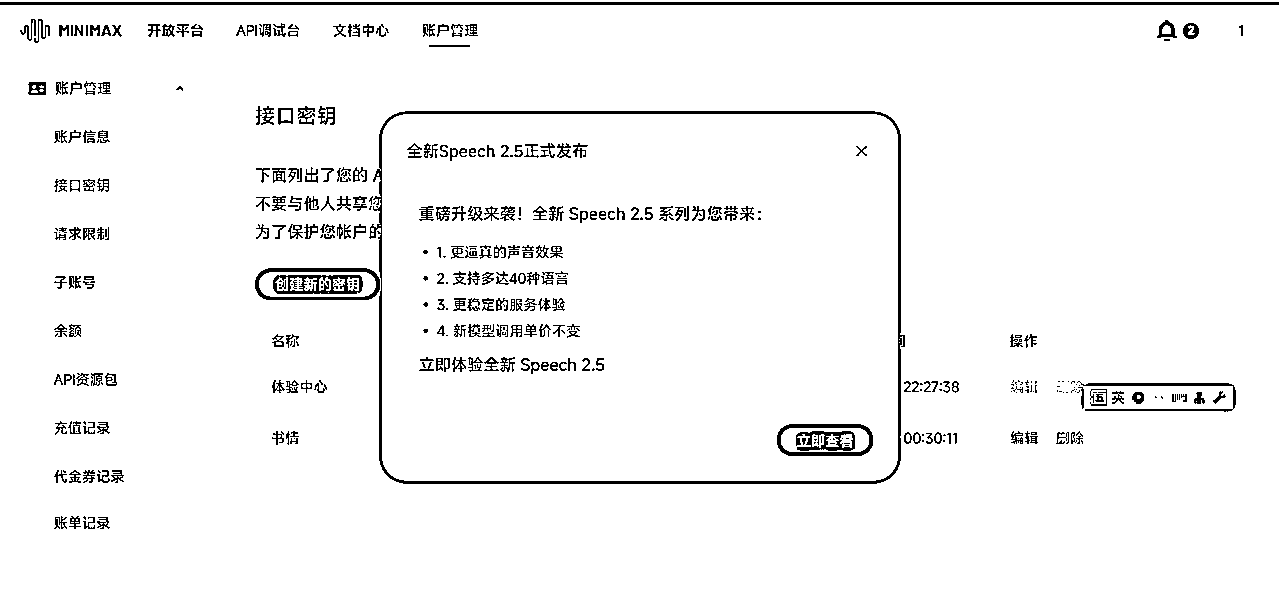 MINIMAX 开放平台 API调试台 文档中心 账户管理 2 1
账户管理
账户信息
接口密钥
请求限制
子账号
余额
API资源包
充值记录
代金券记录
账单记录
接口密钥
下面列出了您的
不要与他人共享您
为了保护您帐户的
创建新的密钥
名称 操作
体验中心 22:27:38 编辑 删除
书情 00:30:11 编辑 删除
全新Speech 2.5正式发布
重磅升级来袭！全新 Speech 2.5 系列为您带来：
• 1. 更逼真的声音效果
• 2. 支持多达40种语言
• 3. 更稳定的服务体验
• 4. 新模型调用单价不变
立即体验全新 Speech 2.5
立即查看
五 英